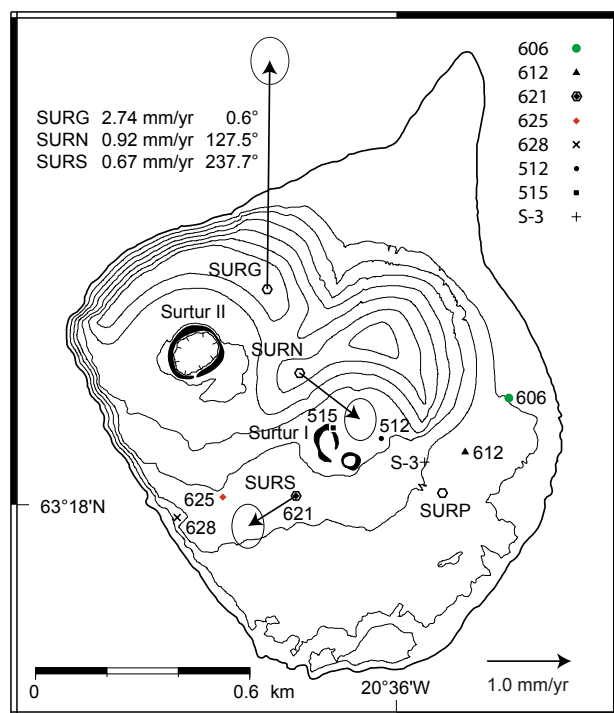 SURG 2.74 mm/yr 0.6°
SURN 0.92 mm/yr 127.5°
SURS 0.67 mm/yr 237.7°
606
612
621
625
628
512
515
S-3
SURG
Surtur II
SURN
606
515
512
Surtur I
612
S-3
SURS
625
SURP
63°18'N
621
628
0 0.6 km
20°36'W
1.0 mm/yr